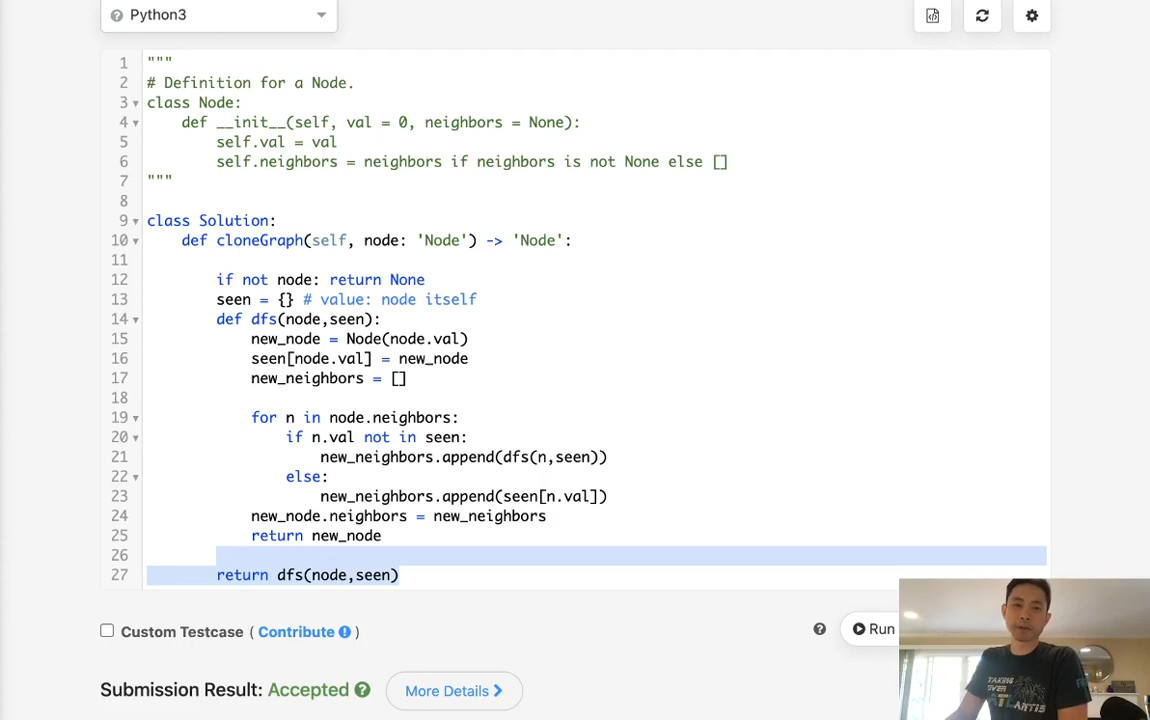 Python3
1 """
2 # Definition for a Node.
3 class Node:
4 def __init__(self, val = 0, neighbors = None):
5 self.val = val
6 self.neighbors = neighbors if neighbors is not None else []
7 """
8
9 class Solution:
10 def cloneGraph(self, node: 'Node') -> 'Node':
11
12 if not node: return None
13 seen = {} # value: node itself
14 def dfs(node,seen):
15 new_node = Node(node.val)
16 seen[node.val] = new_node
17 new_neighbors = []
18
19 for n in node.neighbors:
20 if n.val not in seen:
21 new_neighbors.append(dfs(n,seen))
22 else:
23 new_neighbors.append(seen[n.val])
24 new_node.neighbors = new_neighbors
25 return new_node
26
27 return dfs(node,seen)
Custom Testcase ( Contribute )
Run
Submission Result: Accepted
More Details
TAKING
OVER
ATLANTIS